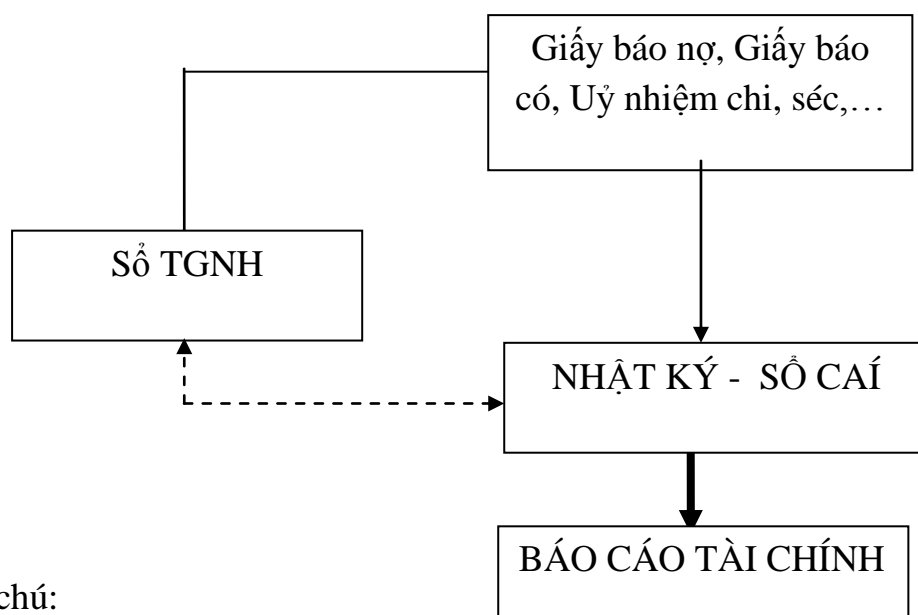 Giấy báo nợ, Giấy báo
có, Uỷ nhiệm chi, séc,…
Sổ TGNH
NHẬT KÝ - SỔ CAÍ
BÁO CÁO TÀI CHÍNH
chú: